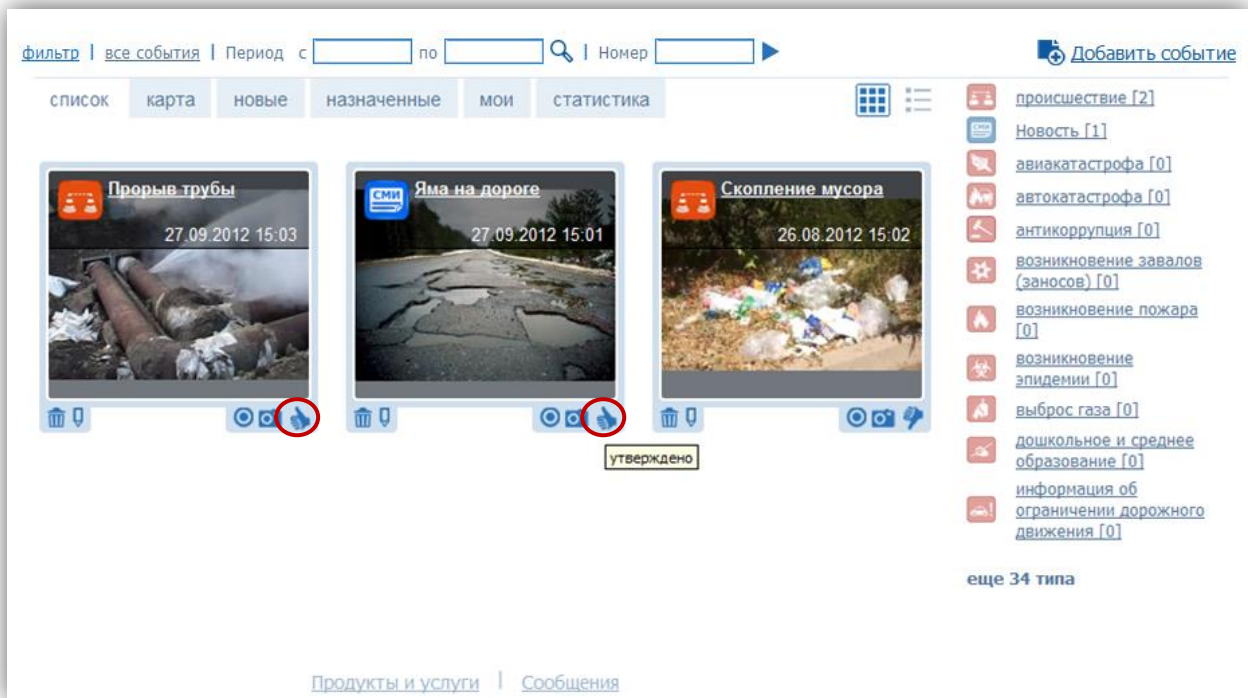 фильтр | все события | Период с по | Номер
Добавить событие
список карта новые назначенные мои статистика
Прорыв трубы
27.09.2012 15:03
СМИ
Яма на дороге
27.09.2012 15:01
Скопление мусора
26.08.2012 15:02
утверждено
происшествие [2]
СМИ
Новость [1]
авиакатастрофа [0]
автокатастрофа [0]
антикоррупция [0]
возникновение завалов
(заносов) [0]
возникновение пожара
[0]
возникновение
эпидемии [0]
выброс газа [0]
дошкольное и среднее
образование [0]
информация об
ограничении дорожного
движения [0]
еще 34 типа
Продукты и услуги | Сообщения